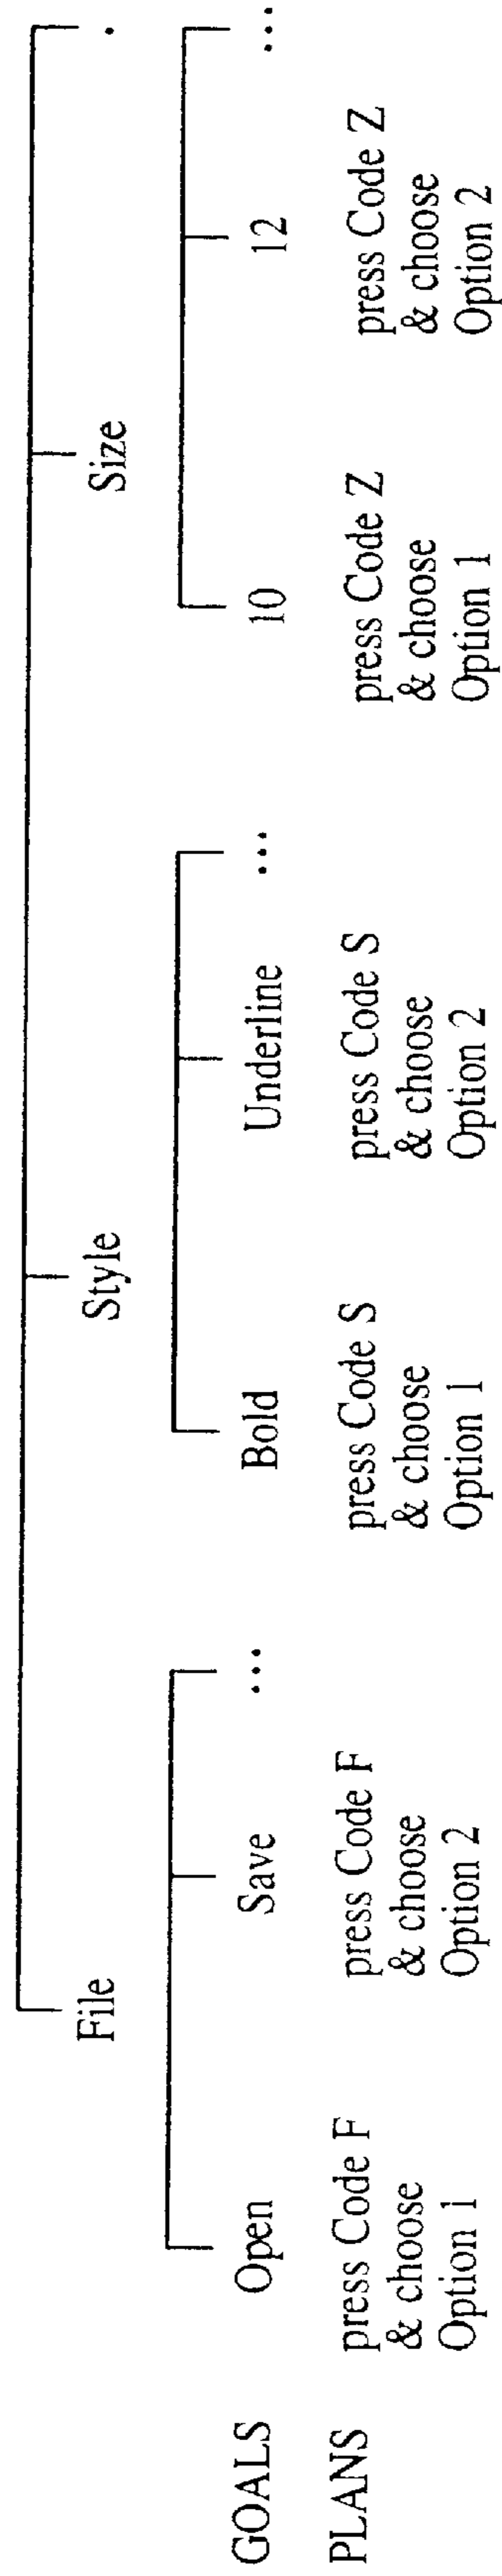 File Style Size .
GOALS Open Save ... Bold Underline ... 10 12 ...
PLANS press Code F press Code F press Code S press Code S press Code Z press Code Z
& choose & choose & choose & choose & choose & choose
Option 1 Option 2 Option 1 Option 2 Option 1 Option 2